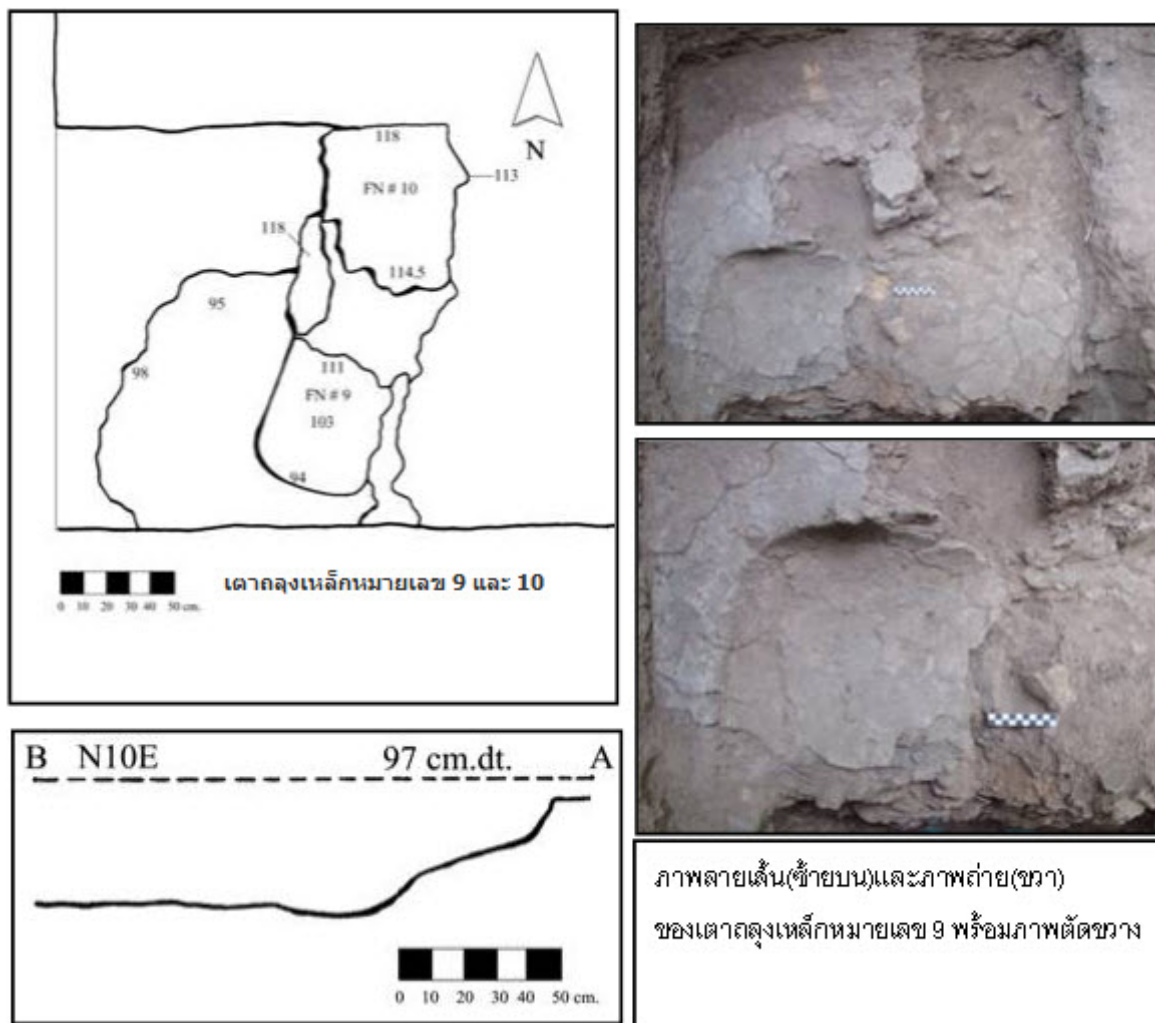 118
N
113
FN # 10
118
114.5
95
98
111
FN # 9
103
94
เตาถลุงเหล็กหมายเลข 9 และ 10
0 10 20 30 40 50 cm.
B N10E 97 cm.dt. A
0 10 20 30 40 50 cm.
ภาพลายเส้น(ซ้ายบน)และภาพถ่าย(ขวา)
ของเตาถลุงเหล็กหมายเลข 9 พร้อมภาพตัดขวาง